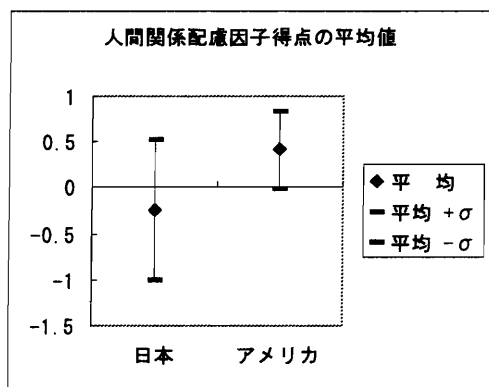 人間関係配慮因子得点の平均値
1
0.5
0
-0.5
-1
-1.5
日本
アメリカ
平　均
平均 +σ
平均 -σ